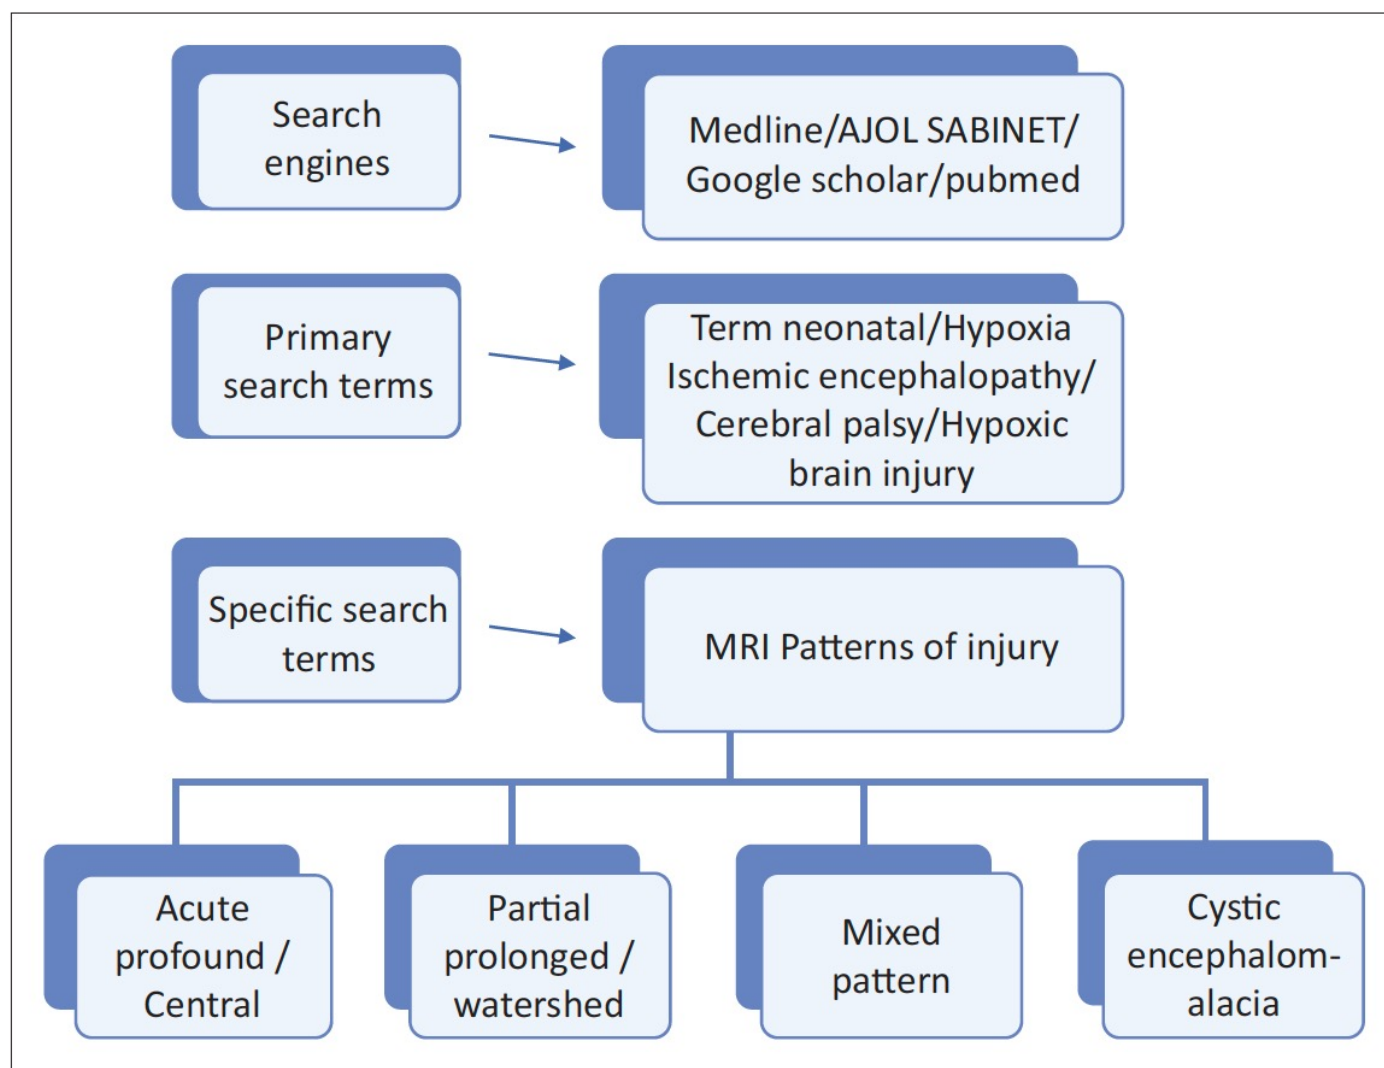 Search
engines
Medline/AJOL SABINET/
Google scholar/pubmed
Primary
search terms
Term neonatal/Hypoxia
Ischemic encephalopathy/
Cerebral palsy/Hypoxic
brain injury
Specific search
terms
MRI Patterns of injury
Acute
profound /
Central
Partial
prolonged /
watershed
Mixed
pattern
Cystic
encephalom-
alacia